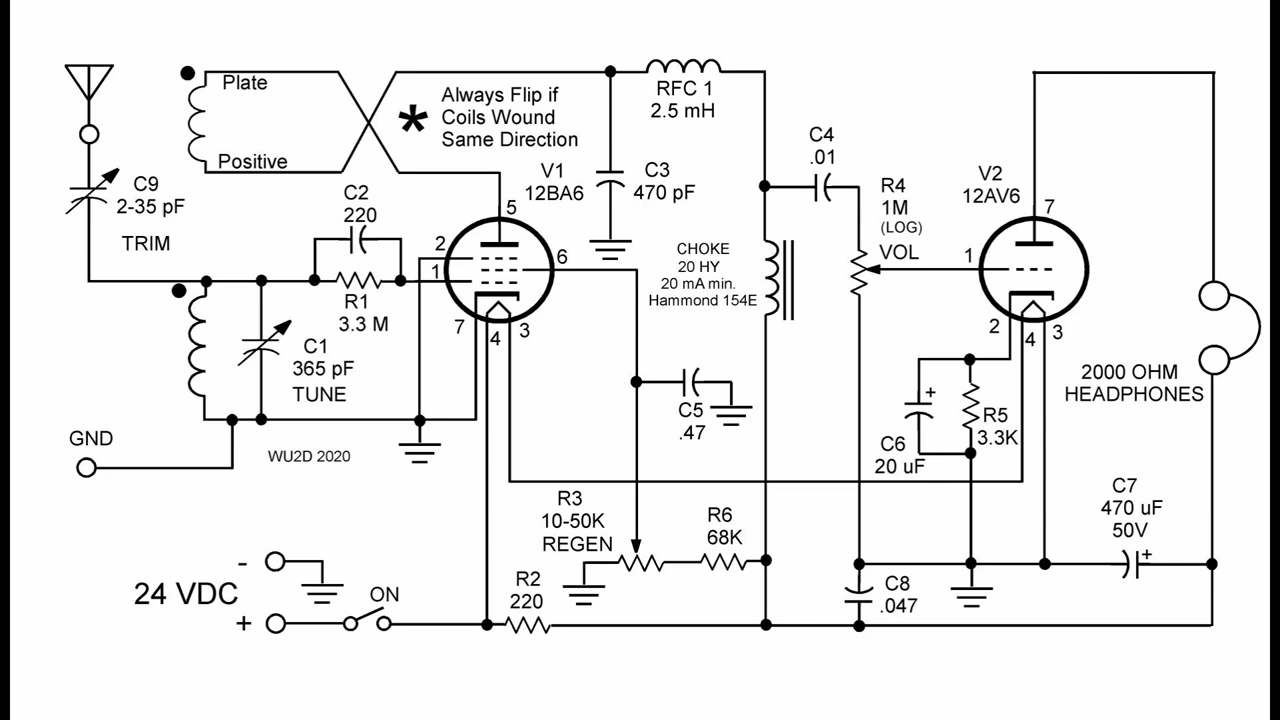 Plate
Positive
*
Always Flip if
Coils Wound
Same Direction
RFC 1
2.5 mH
C9
2-35 pF
TRIM
C2
220
R1
3.3 M
V1
12BA6
5
2
1
6
7
4
3
C3
470 pF
C4
.01
R4
1M
(LOG)
VOL
V2
12AV6
7
1
2
4
3
CHOKE
20 HY
20 mA min.
Hammond 154E
C1
365 pF
TUNE
C5
.47
+
C6
20 uF
R5
3.3K
2000 OHM
HEADPHONES
GND
WU2D 2020
R3
10-50K
REGEN
R6
68K
C7
470 uF
50V
+
-
24 VDC
+
ON
R2
220
C8
.047